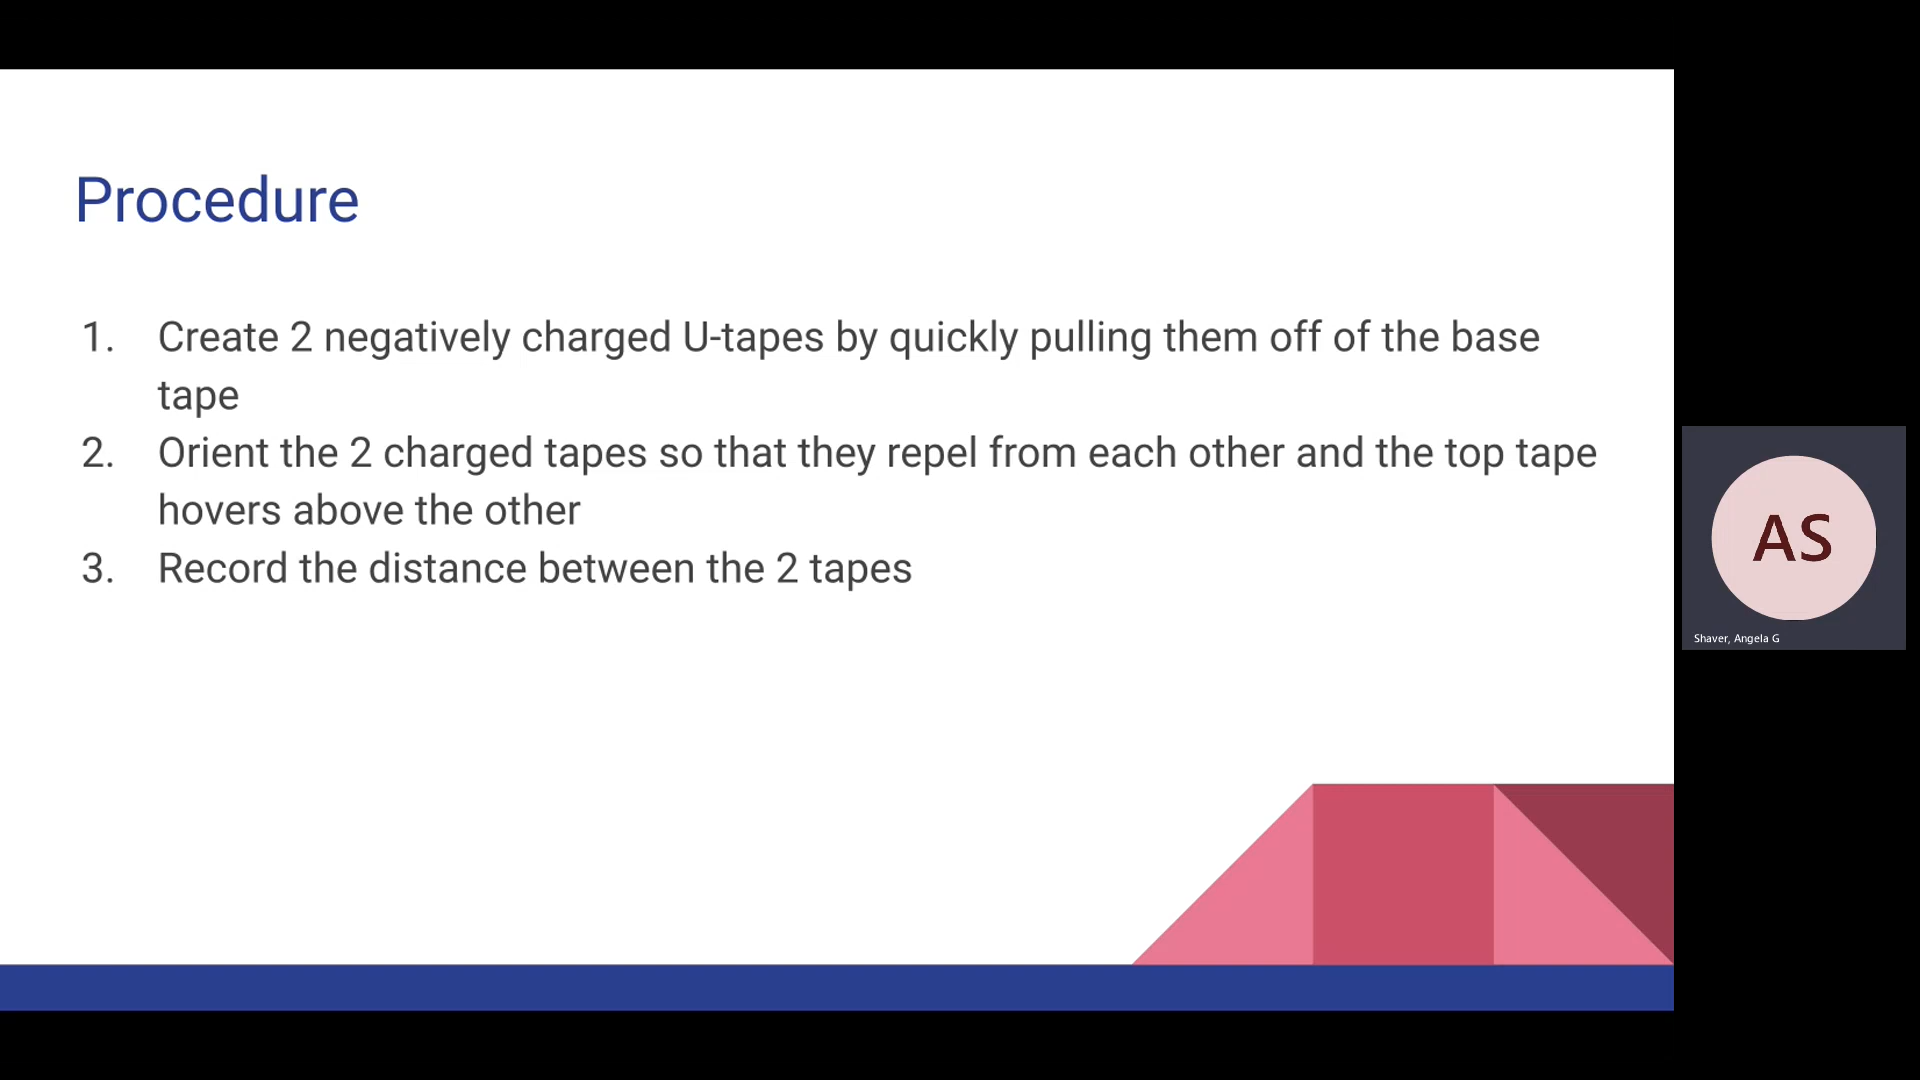 Procedure
1. Create 2 negatively charged U-tapes by quickly pulling them off of the base
tape
2. Orient the 2 charged tapes so that they repel from each other and the top tape
hovers above the other
3. Record the distance between the 2 tapes
AS
Shaver, Angela G